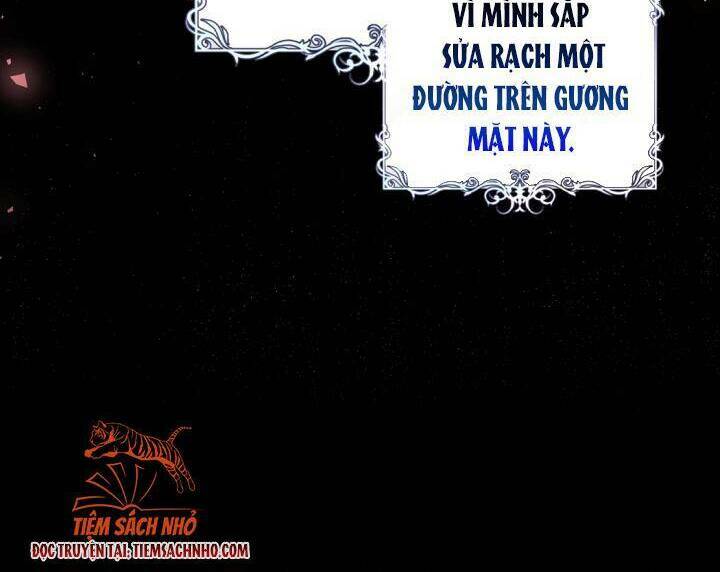 VÌ MÌNH SẮP
SỬA RẠCH MỘT
ĐƯỜNG TRÊN GƯƠNG
MẶT NÀY.
TIỆM SÁCH NHỎ
ĐỌC TRUYỆN TẠI: TIEMSACHNHO.COM